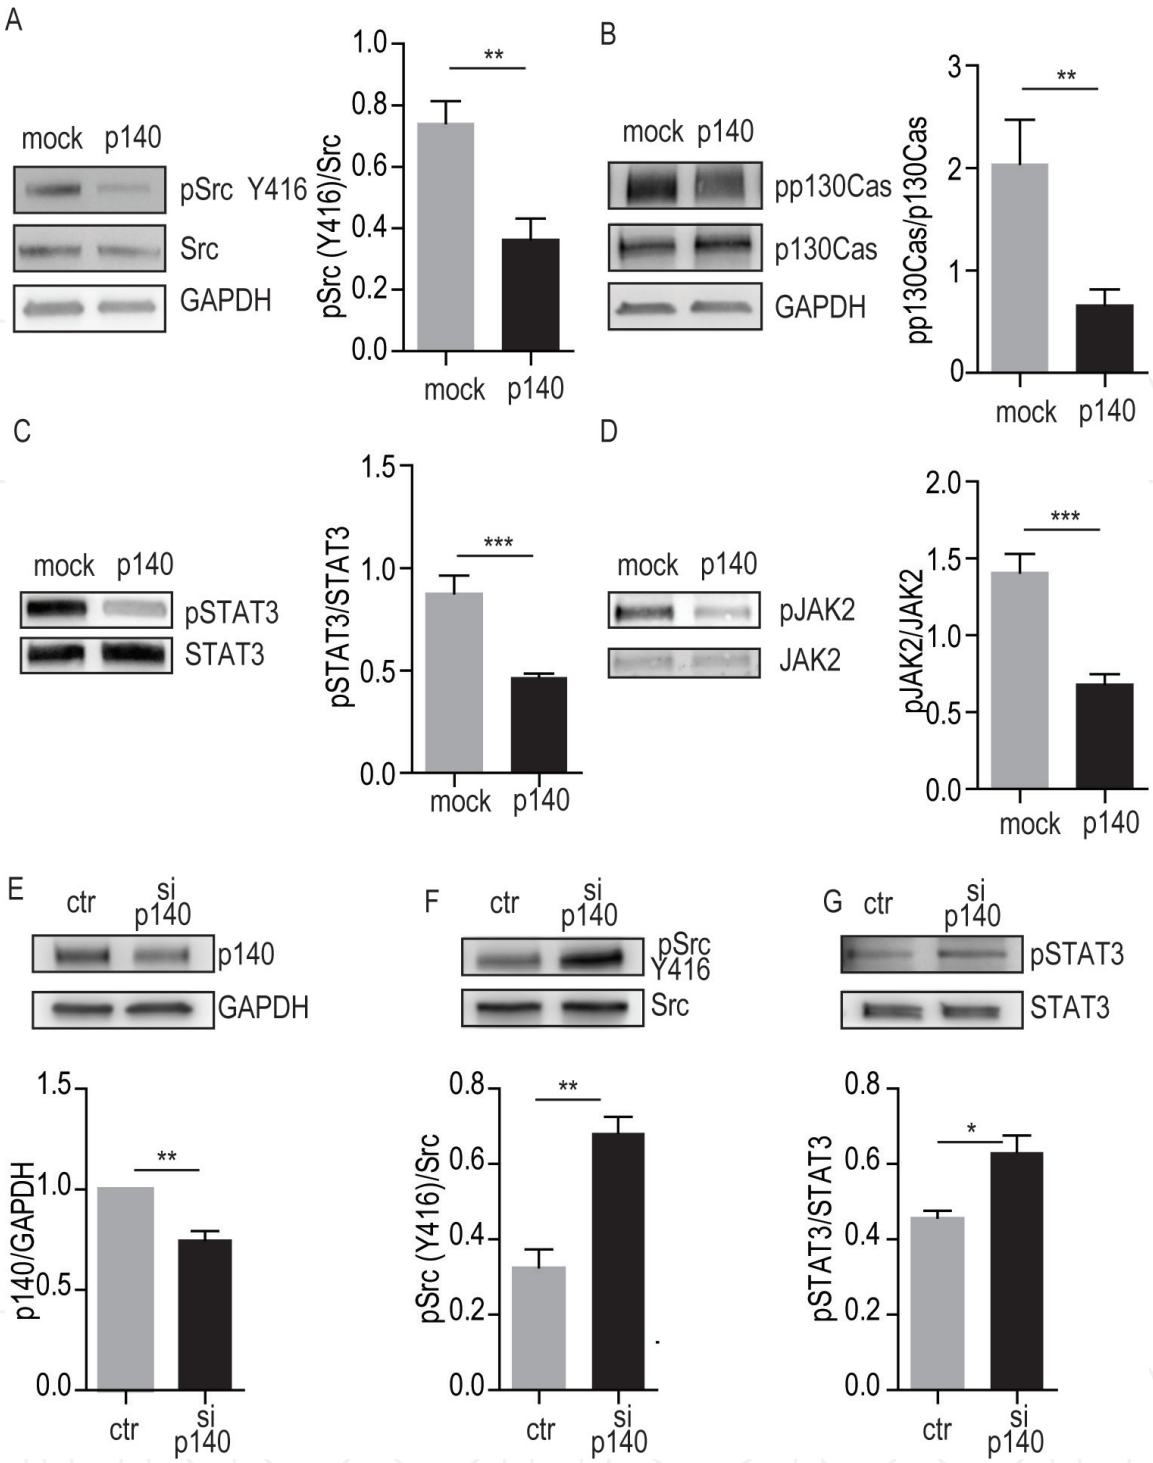 A
mock p140
pSrc Y416
Src
GAPDH
pSrc (Y416)/Src
1.0
0.8
0.6
0.4
0.2
0.0
**
mock p140
B
mock p140
pp130Cas
p130Cas
GAPDH
pp130Cas/p130Cas
3
2
1
0
**
mock p140
C
mock p140
pSTAT3
STAT3
pSTAT3/STAT3
1.5
1.0
0.5
0.0
***
mock p140
D
mock p140
pJAK2
JAK2
pJAK2/JAK2
2.0
1.5
1.0
0.5
0.0
***
mock p140
E
ctr si
p140
p140
GAPDH
p140/GAPDH
1.5
1.0
0.5
0.0
**
ctr si
p140
F
ctr si
p140
pSrc
Y416
Src
pSrc (Y416)/Src
0.8
0.6
0.4
0.2
0.0
**
ctr si
p140
G
ctr si
p140
pSTAT3
STAT3
pSTAT3/STAT3
0.8
0.6
0.4
0.2
0.0
*
ctr si
p140